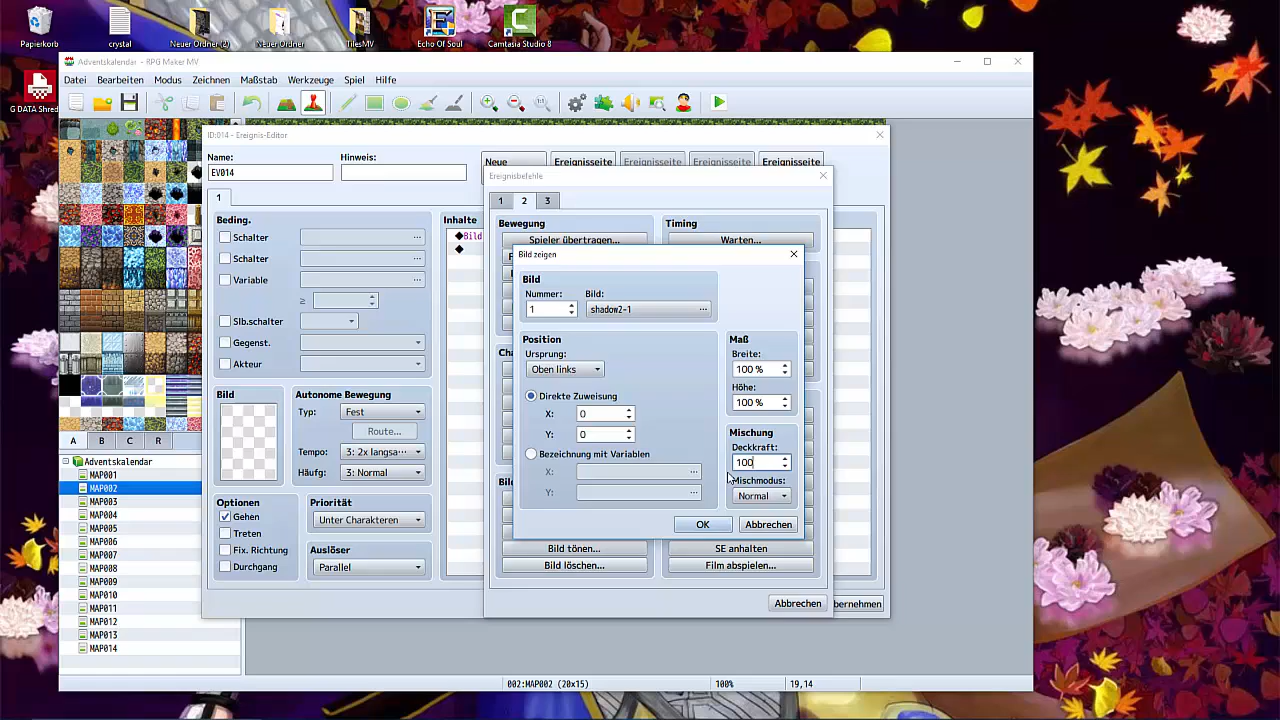 Papierkorb
crystal
Neuer Ordner (2)
Neuer Ordner
TilesMV
Echo Of Soul
Camtasia Studio 8
G DATA Shred
Adventskalendar - RPG Maker MV
Datei Bearbeiten Modus Zeichnen Maßstab Werkzeuge Spiel Hilfe
1:1
ID:014 - Ereignis-Editor
Name:
Hinweis:
EV014
Neue
Ereignisseite
Ereignisseite
Ereignisseite
Ereignisseite
1
Beding.
Schalter
Schalter
Variable
≥
Slb.schalter
Gegenst.
Akteur
Bild
Autonome Bewegung
Typ: Fest
Route...
Tempo: 3: 2x langsa···
Häufg: 3: Normal
Optionen
Gehen
Treten
Fix. Richtung
Durchgang
Priorität
Unter Charakteren
Auslöser
Parallel
Inhalte
◆Bild
◆
Ereignisbefehle
1 2 3
Bewegung
Timing
Spieler übertragen...
Warten...
Cha
Bil
Bild tönen...
SE anhalten
Bild löschen...
Film abspielen...
Abbrechen
bernehmen
Bild zeigen
Bild
Nummer:
Bild:
1
shadow2-1
Position
Ursprung:
Oben links
Direkte Zuweisung
X: 0
Y: 0
Bezeichnung mit Variablen
X:
Y:
Maß
Breite:
100 %
Höhe:
100 %
Mischung
Deckkraft:
100
Mischmodus:
Normal
OK
Abbrechen
A B C R
Adventskalendar
MAP001
MAP002
MAP003
MAP004
MAP005
MAP006
MAP007
MAP008
MAP009
MAP010
MAP011
MAP012
MAP013
MAP014
002:MAP002 (20x15)
100%
19,14